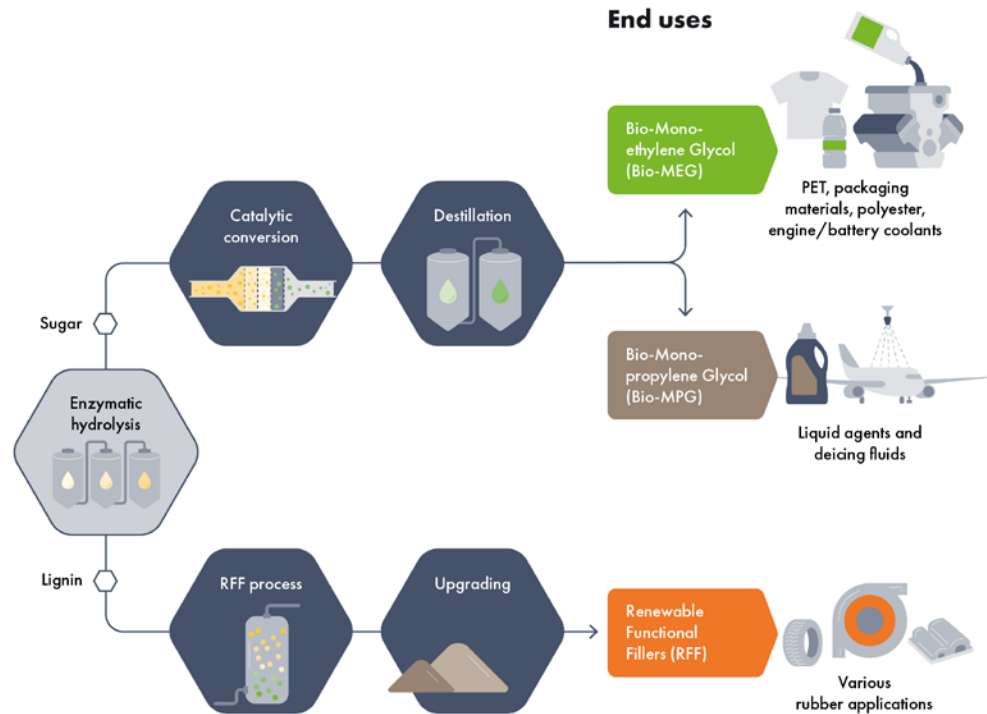 End uses
Bio-Mono-
ethylene Glycol
(Bio-MEG)
PET, packaging
materials, polyester,
engine/battery coolants
Catalytic
conversion
Destillation
Sugar
Bio-Mono-
propylene Glycol
(Bio-MPG)
Liquid agents and
deicing fluids
Enzymatic
hydrolysis
Lignin
RFF process
Upgrading
Renewable
Functional
Fillers (RFF)
Various
rubber applications